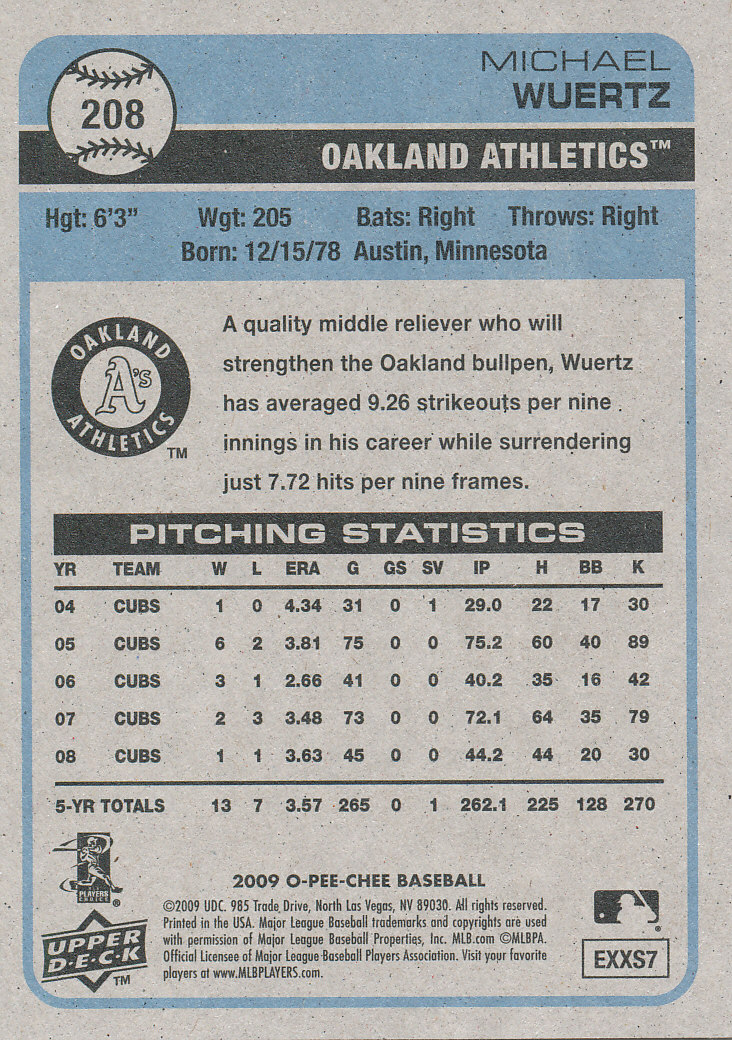 208
MICHAEL
WUERTZ
OAKLAND ATHLETICS™
Hgt: 6'3" Wgt: 205 Bats: Right Throws: Right
Born: 12/15/78 Austin, Minnesota
OAKLAND
A's
ATHLETICS
TM
A quality middle reliever who will
strengthen the Oakland bullpen, Wuertz
has averaged 9.26 strikeouts per nine
innings in his career while surrendering
just 7.72 hits per nine frames.
PITCHING STATISTICS
YR TEAM W L ERA G GS SV IP H BB K
04 CUBS 1 0 4.34 31 0 1 29.0 22 17 30
05 CUBS 6 2 3.81 75 0 0 75.2 60 40 89
06 CUBS 3 1 2.66 41 0 0 40.2 35 16 42
07 CUBS 2 3 3.48 73 0 0 72.1 64 35 79
08 CUBS 1 1 3.63 45 0 0 44.2 44 20 30
5-YR TOTALS 13 7 3.57 265 0 1 262.1 225 128 270
PLAYERS
CHOICE
®
2009 O-PEE-CHEE BASEBALL
©2009 UDC. 985 Trade Drive, North Las Vegas, NV 89030. All rights reserved.
Printed in the USA. Major League Baseball trademarks and copyrights are used
with permission of Major League Baseball Properties, Inc. MLB.com ©MLBPA.
Official Licensee of Major League Baseball Players Association. Visit your favorite
players at www.MLBPLAYERS.com.
UPPER
D·E·C·K
TM
®
EXXS7